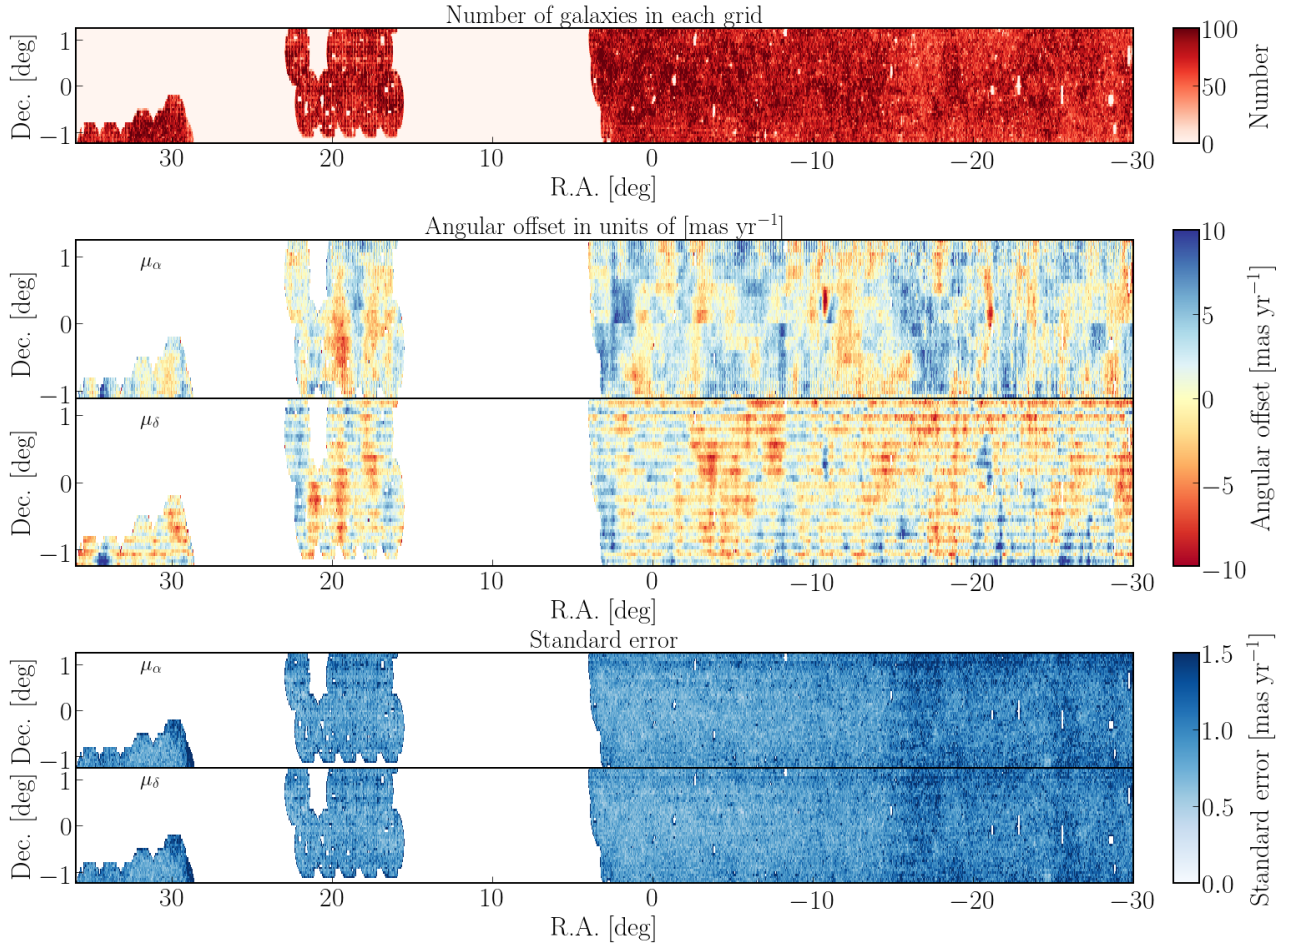 Number of galaxies in each grid
Dec. [deg]
1
0
−1
30
20
10
0
−10
−20
−30
R.A. [deg]
100
50
0
Number
Angular offset in units of [mas yr⁻¹]
Dec. [deg]
1
0
−1
μα
Dec. [deg]
1
0
−1
μδ
30
20
10
0
−10
−20
−30
R.A. [deg]
10
5
0
−5
−10
Angular offset [mas yr⁻¹]
Standard error
Dec. [deg]
1
0
−1
μα
Dec. [deg]
1
0
−1
μδ
30
20
10
0
−10
−20
−30
R.A. [deg]
1.5
1.0
0.5
0.0
Standard error [mas yr⁻¹]